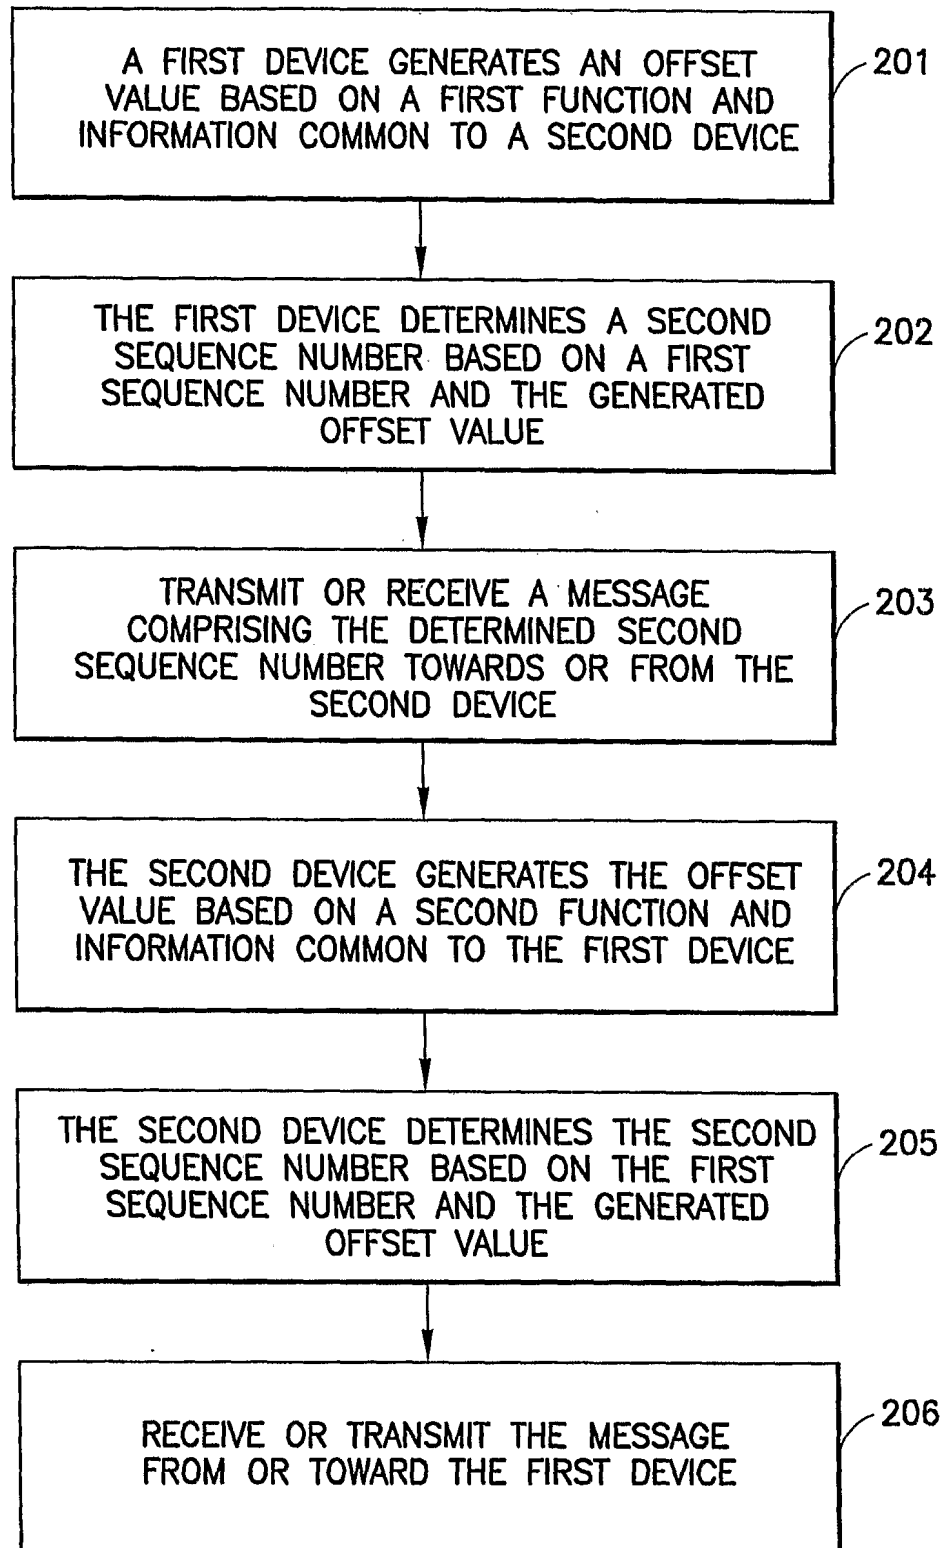 A FIRST DEVICE GENERATES AN OFFSET
VALUE BASED ON A FIRST FUNCTION AND
INFORMATION COMMON TO A SECOND DEVICE
201
THE FIRST DEVICE DETERMINES A SECOND
SEQUENCE NUMBER BASED ON A FIRST
SEQUENCE NUMBER AND THE GENERATED
OFFSET VALUE
202
TRANSMIT OR RECEIVE A MESSAGE
COMPRISING THE DETERMINED SECOND
SEQUENCE NUMBER TOWARDS OR FROM THE
SECOND DEVICE
203
THE SECOND DEVICE GENERATES THE OFFSET
VALUE BASED ON A SECOND FUNCTION AND
INFORMATION COMMON TO THE FIRST DEVICE
204
THE SECOND DEVICE DETERMINES THE SECOND
SEQUENCE NUMBER BASED ON THE FIRST
SEQUENCE NUMBER AND THE GENERATED
OFFSET VALUE
205
RECEIVE OR TRANSMIT THE MESSAGE
FROM OR TOWARD THE FIRST DEVICE
206